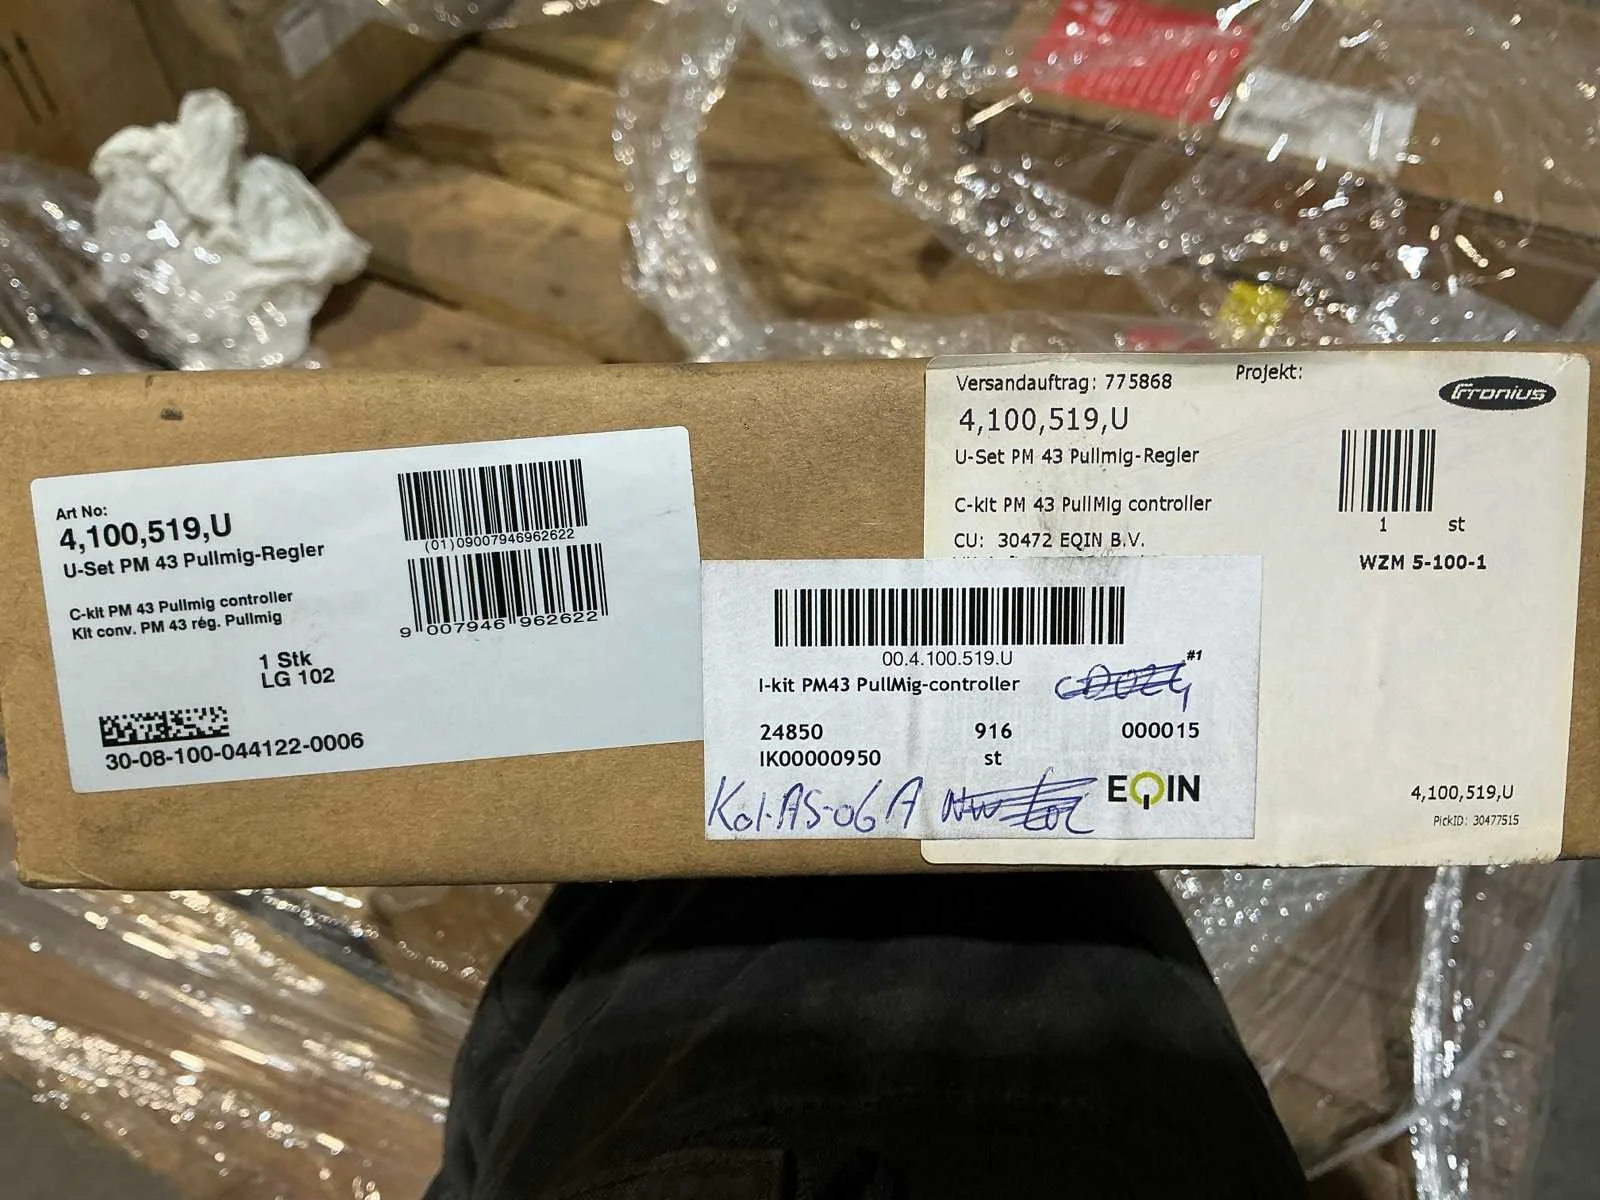 Art No:
4,100,519,U
U-Set PM 43 Pullmig-Regler
C-kit PM 43 Pullmig controller
Kit conv. PM 43 rég. Pullmig
1 Stk
LG 102
30-08-100-044122-0006
(01)09007946962622
9 007946 962622
Versandauftrag: 775868
Projekt:
Fronius
4,100,519,U
U-Set PM 43 Pullmig-Regler
C-kit PM 43 PullMig controller
CU: 30472 EQIN B.V.
1 st
WZM 5-100-1
4,100,519,U
PickID: 30477515
00.4.100.519.U
#1
I-kit PM43 PullMig-controller
24850 916 000015
IK00000950 st
EQIN
Kol-AS-06 A